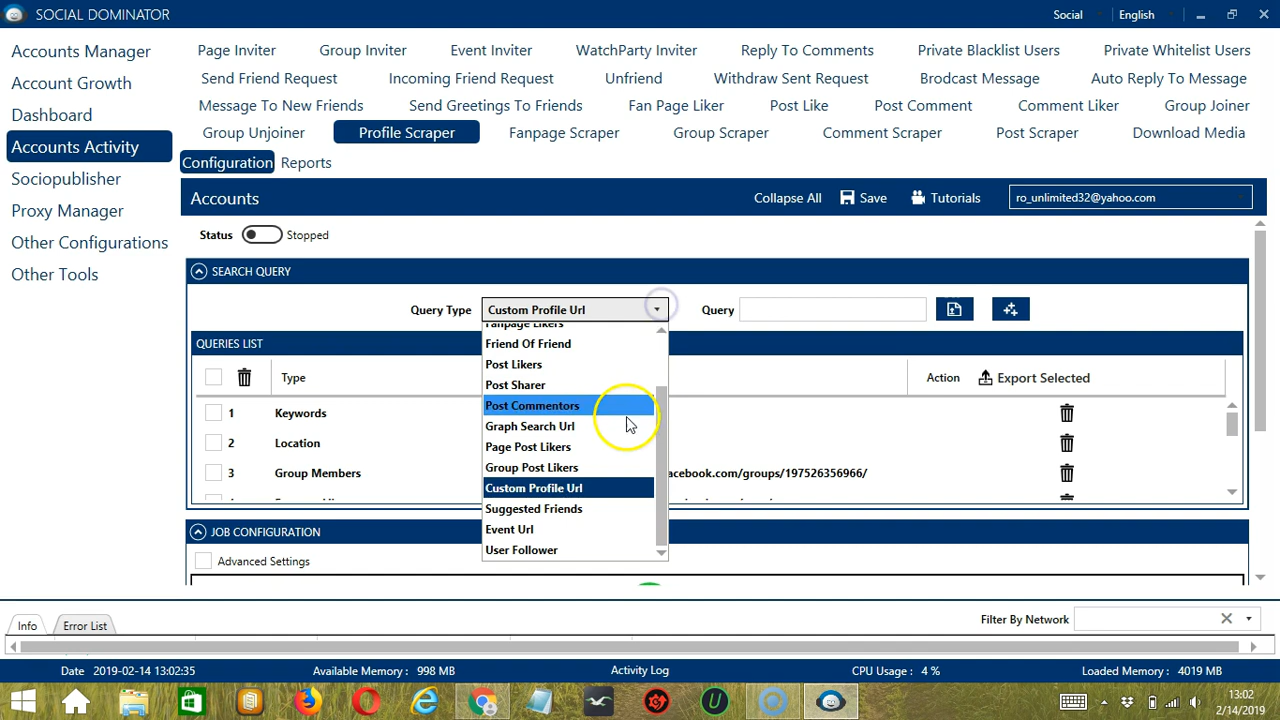 SOCIAL DOMINATOR Social English
Accounts Manager
Account Growth
Dashboard
Accounts Activity
Sociopublisher
Proxy Manager
Other Configurations
Other Tools
Page Inviter Group Inviter Event Inviter WatchParty Inviter Reply To Comments Private Blacklist Users Private Whitelist Users
Send Friend Request Incoming Friend Request Unfriend Withdraw Sent Request Brodcast Message Auto Reply To Message
Message To New Friends Send Greetings To Friends Fan Page Liker Post Like Post Comment Comment Liker Group Joiner
Group Unjoiner Profile Scraper Fanpage Scraper Group Scraper Comment Scraper Post Scraper Download Media
Configuration Reports
Accounts Collapse All Save Tutorials ro_unlimited32@yahoo.com
Status Stopped
SEARCH QUERY
Query Type Custom Profile Url Query
Fanpage Likers
Friend Of Friend
Post Likers
Post Sharer
Post Commentors
Graph Search Url
Page Post Likers
Group Post Likers
Custom Profile Url
Suggested Friends
Event Url
User Follower
QUERIES LIST
Type Action Export Selected
1 Keywords
2 Location
3 Group Members acebook.com/groups/197526356966/
JOB CONFIGURATION
Advanced Settings
Info Error List Filter By Network
Date 2019-02-14 13:02:35 Available Memory : 998 MB Activity Log CPU Usage : 4 % Loaded Memory : 4019 MB
13:02
2/14/2019